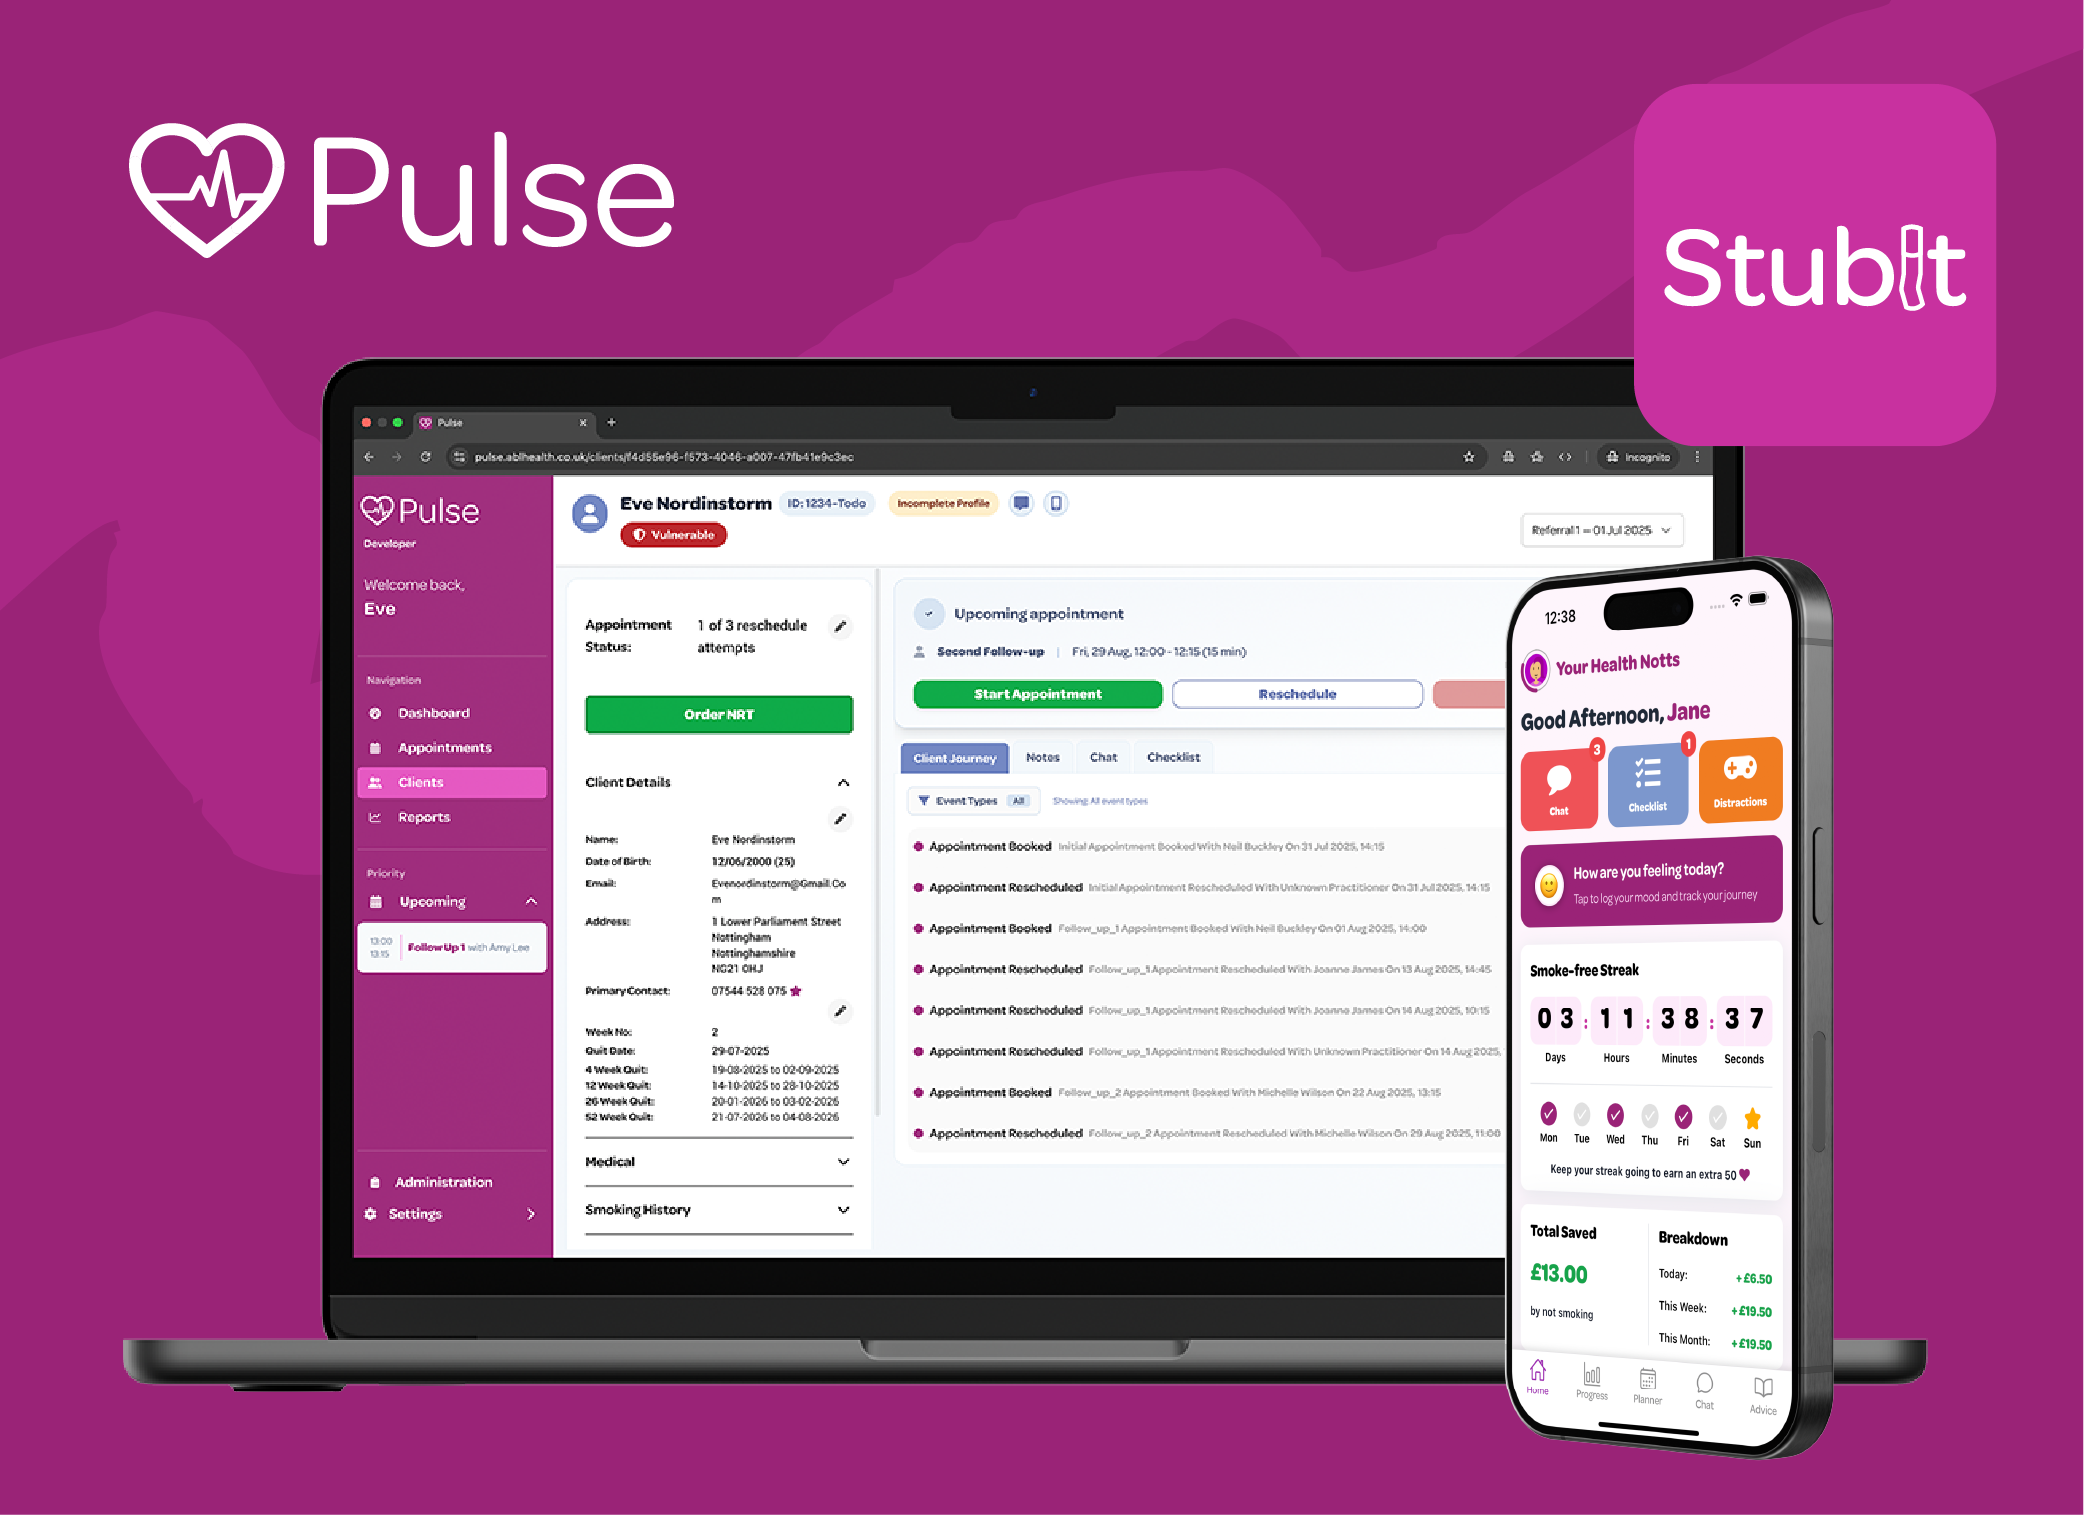 Pulse
Stubit
Pulse
pulse.ablhealth.co.uk/clients/f4d55e96-f573-4046-a007-47fb41e9c3ec
Incognito
Pulse
Developer
Welcome back,
Eve
Navigation
Dashboard
Appointments
Clients
Reports
Priority
Upcoming
13:00
13:15
Follow Up 1 with Amy Lee
Administration
Settings
Eve Nordinstorm
ID: 1234-Todo
Incomplete Profile
Vulnerable
Referral 1 – 01 Jul 2025
Appointment Status:
1 of 3 reschedule attempts
Order NRT
Client Details
Name: Eve Nordinstorm
Date of Birth: 12/06/2000 (25)
Email: Evenordinstorm@Gmail.Co
m
Address: 1 Lower Parliament Street
Nottingham
Nottinghamshire
NG21 0HJ
Primary Contact: 07544 528 075
Week No: 2
Quit Date: 29-07-2025
4 Week Quit: 19-08-2025 to 02-09-2025
12 Week Quit: 14-10-2025 to 28-10-2025
26 Week Quit: 20-01-2026 to 03-02-2026
52 Week Quit: 21-07-2026 to 04-08-2026
Medical
Smoking History
Upcoming appointment
Second Follow-up | Fri, 29 Aug, 12:00 - 12:15 (15 min)
Start Appointment
Reschedule
Client Journey
Notes
Chat
Checklist
Event Types All
Showing: All event types
Appointment Booked Initial Appointment Booked With Neil Buckley On 31 Jul 2025, 14:15
Appointment Rescheduled Initial Appointment Rescheduled With Unknown Practitioner On 31 Jul 2025, 14:15
Appointment Booked Follow_up_1 Appointment Booked With Neil Buckley On 01 Aug 2025, 14:00
Appointment Rescheduled Follow_up_1 Appointment Rescheduled With Joanne James On 13 Aug 2025, 14:45
Appointment Rescheduled Follow_up_1 Appointment Rescheduled With Joanne James On 14 Aug 2025, 10:15
Appointment Rescheduled Follow_up_1 Appointment Rescheduled With Unknown Practitioner On 14 Aug 2025,
Appointment Booked Follow_up_2 Appointment Booked With Michelle Wilson On 22 Aug 2025, 13:15
Appointment Rescheduled Follow_up_2 Appointment Rescheduled With Michelle Wilson On 29 Aug 2025, 11:00
12:38
Your Health Notts
Good Afternoon, Jane
3
Chat
1
Checklist
Distractions
How are you feeling today?
Tap to log your mood and track your journey
Smoke-free Streak
03 : 11 : 38 : 37
Days Hours Minutes Seconds
Mon Tue Wed Thu Fri Sat Sun
Keep your streak going to earn an extra 50
Total Saved
£13.00
by not smoking
Breakdown
Today: +£6.50
This Week: +£19.50
This Month: +£19.50
Home
Progress
Planner
Chat
Advice